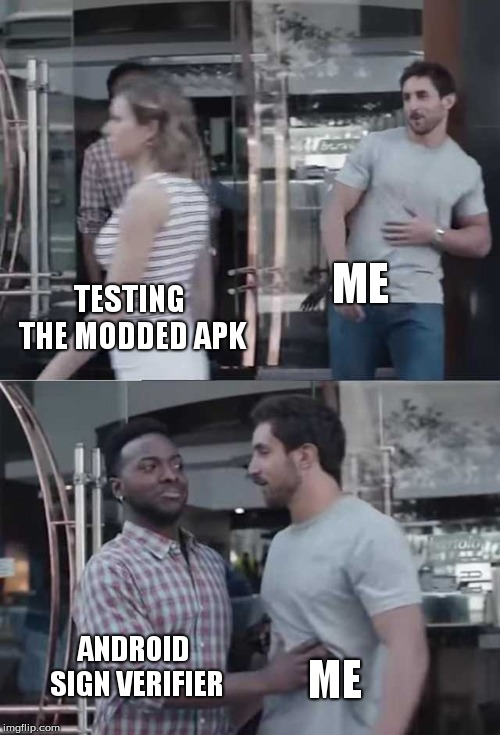 TESTING
THE MODDED APK
ME
ANDROID
SIGN VERIFIER
ME
imgflip.com